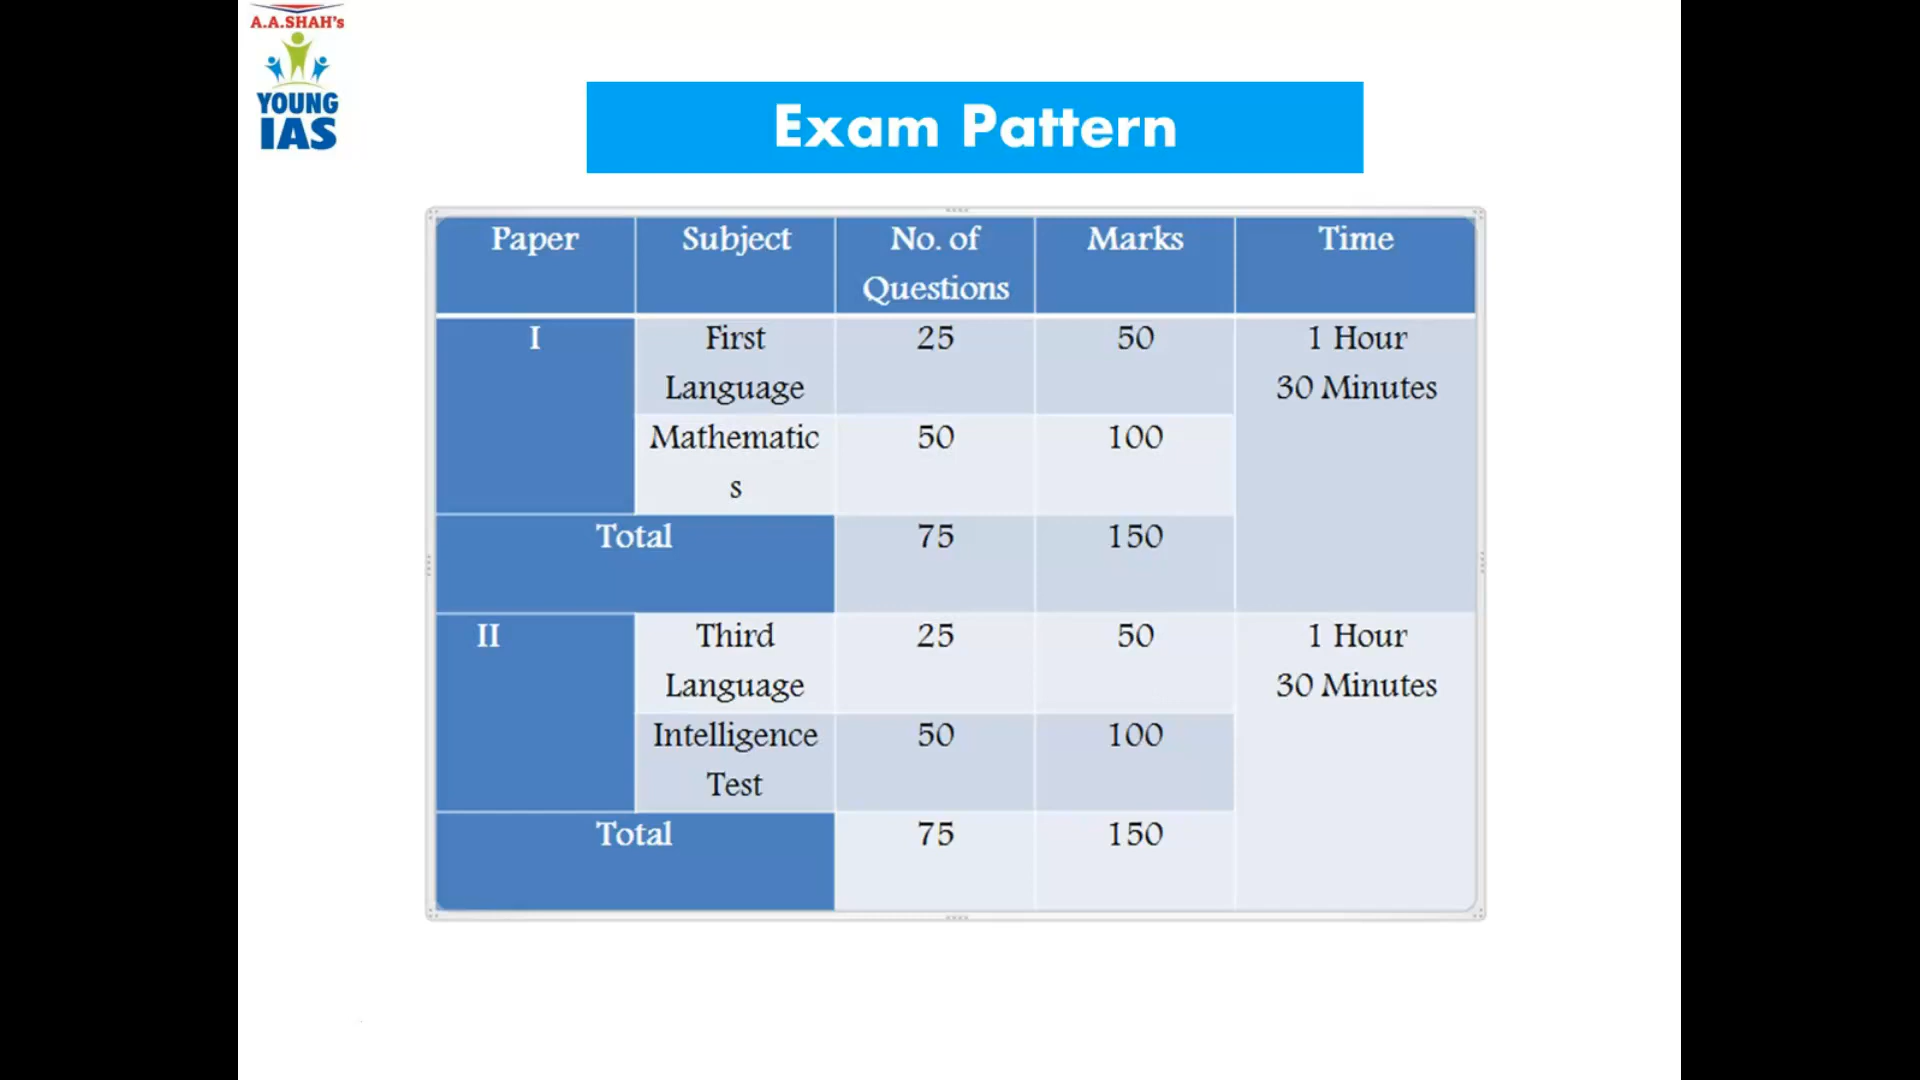 A.A.SHAH's
YOUNG
IAS
Exam Pattern
Paper Subject No. of Questions Marks Time
I First Language 25 50 1 Hour 30 Minutes
Mathematics 50 100
Total 75 150
II Third Language 25 50 1 Hour 30 Minutes
Intelligence Test 50 100
Total 75 150